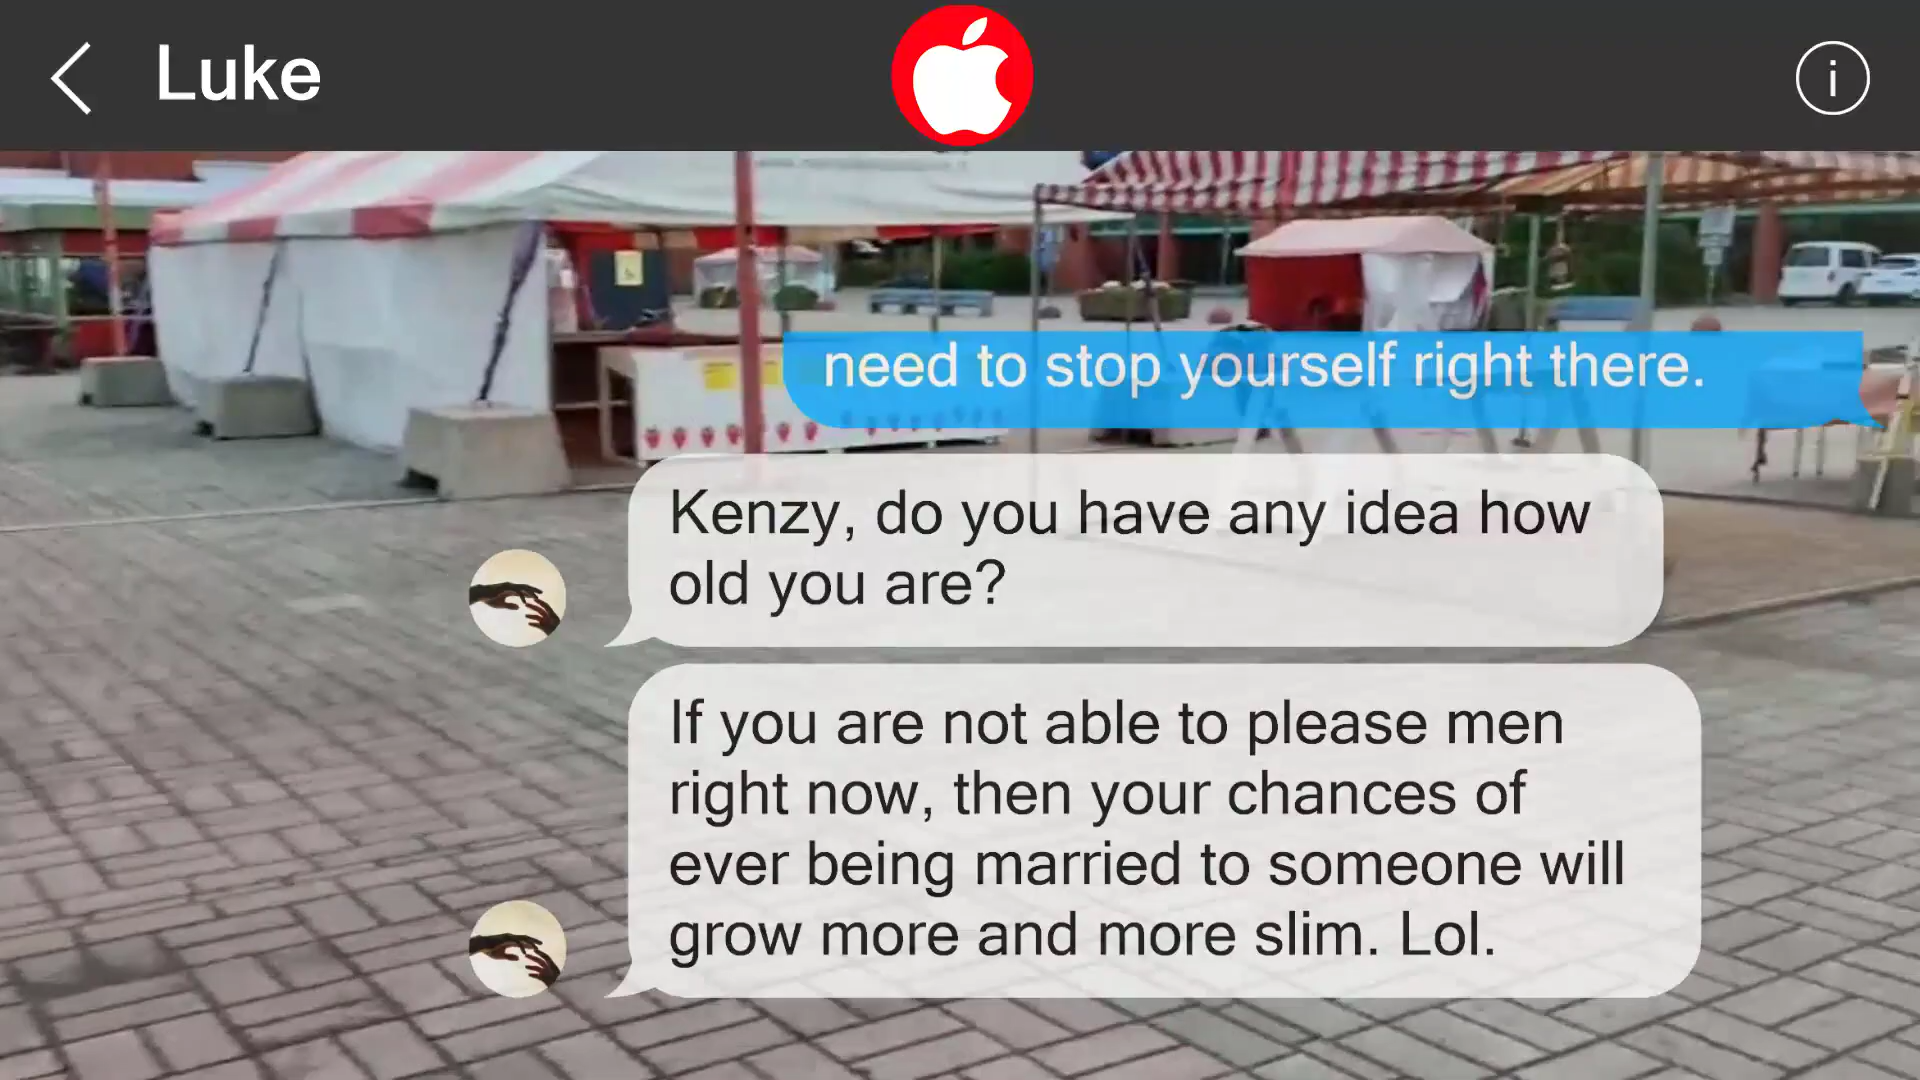 Luke
need to stop yourself right there.
Kenzy, do you have any idea how
old you are?
If you are not able to please men
right now, then your chances of
ever being married to someone will
grow more and more slim. Lol.